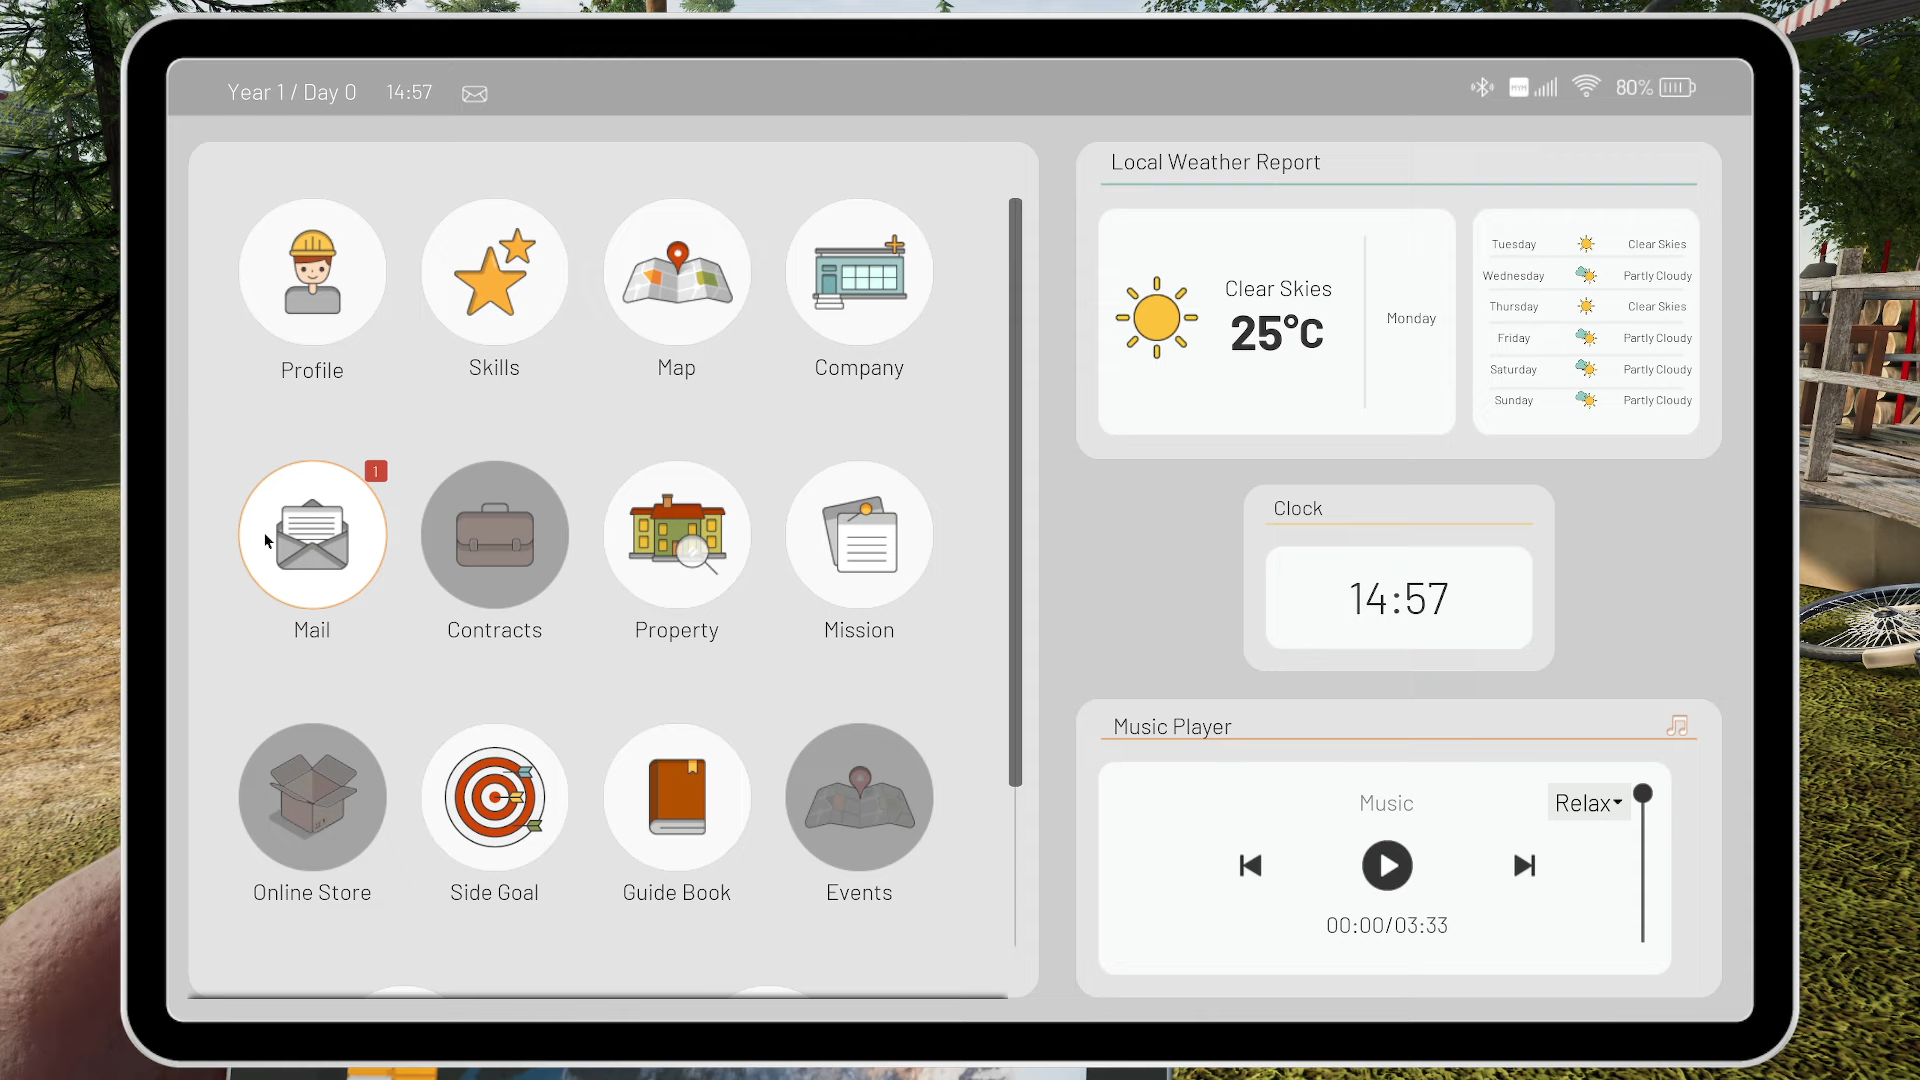 Year 1 / Day 0 14:57
MYM 80%
Profile Skills Map Company
1
Mail Contracts Property Mission
Online Store Side Goal Guide Book Events
Local Weather Report
Clear Skies
25°C
Monday
Tuesday Clear Skies
Wednesday Partly Cloudy
Thursday Clear Skies
Friday Partly Cloudy
Saturday Partly Cloudy
Sunday Partly Cloudy
Clock
14:57
Music Player
Music
Relax
00:00/03:33